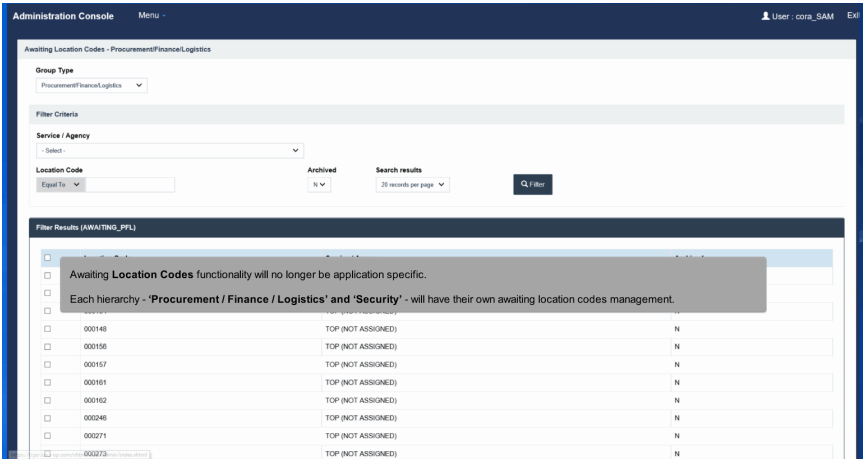 Administration Console Menu User : cora_SAM Exit
Awaiting Location Codes - Procurement/Finance/Logistics
Group Type
Procurement/Finance/Logistics
Filter Criteria
Service / Agency
- Select -
Location Code Archived Search results
Equal To N 20 records per page Filter
Filter Results (AWAITING_PFL)
Awaiting Location Codes functionality will no longer be application specific.
Each hierarchy - 'Procurement / Finance / Logistics' and 'Security' - will have their own awaiting location codes management.
000148 TOP (NOT ASSIGNED) N
000156 TOP (NOT ASSIGNED) N
000157 TOP (NOT ASSIGNED) N
000161 TOP (NOT ASSIGNED) N
000162 TOP (NOT ASSIGNED) N
000246 TOP (NOT ASSIGNED) N
000271 TOP (NOT ASSIGNED) N
000273 TOP (NOT ASSIGNED) N